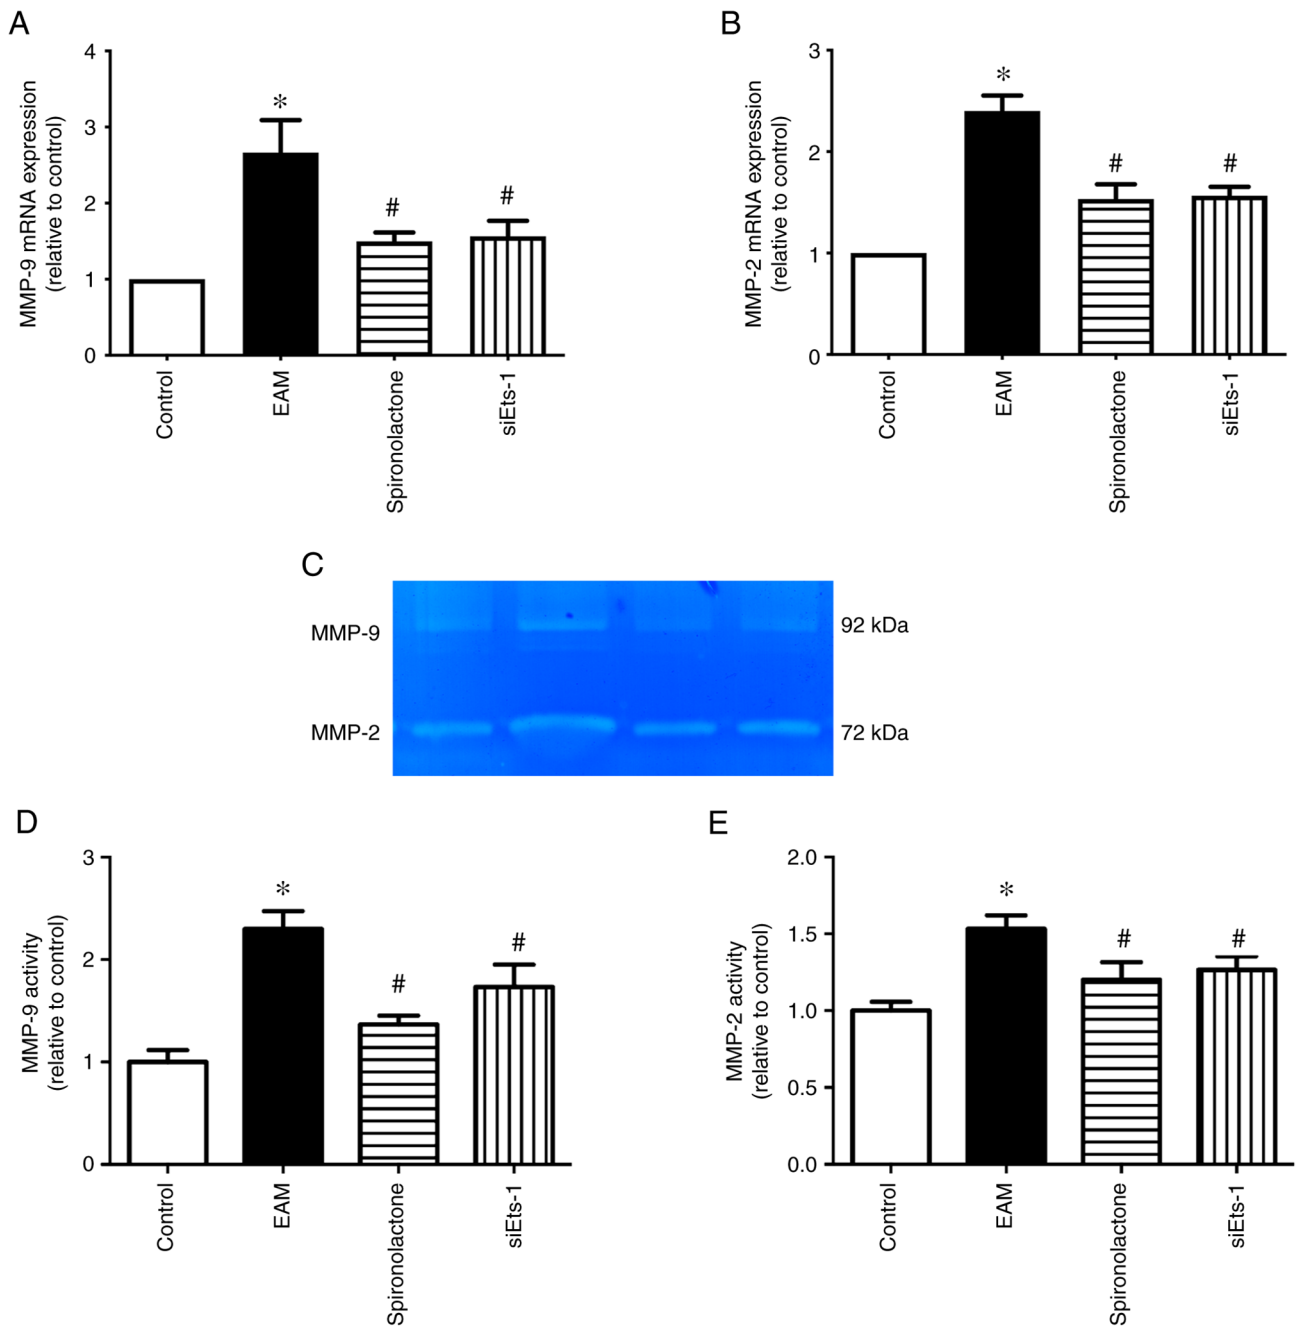 A
MMP-9 mRNA expression
(relative to control)
4
3
2
1
0
*
#
#
Control
EAM
Spironolactone
siEts-1
B
MMP-2 mRNA expression
(relative to control)
3
2
1
0
*
#
#
Control
EAM
Spironolactone
siEts-1
C
MMP-9
92 kDa
MMP-2
72 kDa
D
MMP-9 activity
(relative to control)
3
2
1
0
*
#
#
Control
EAM
Spironolactone
siEts-1
E
MMP-2 activity
(relative to control)
2.0
1.5
1.0
0.5
0.0
*
#
#
Control
EAM
Spironolactone
siEts-1